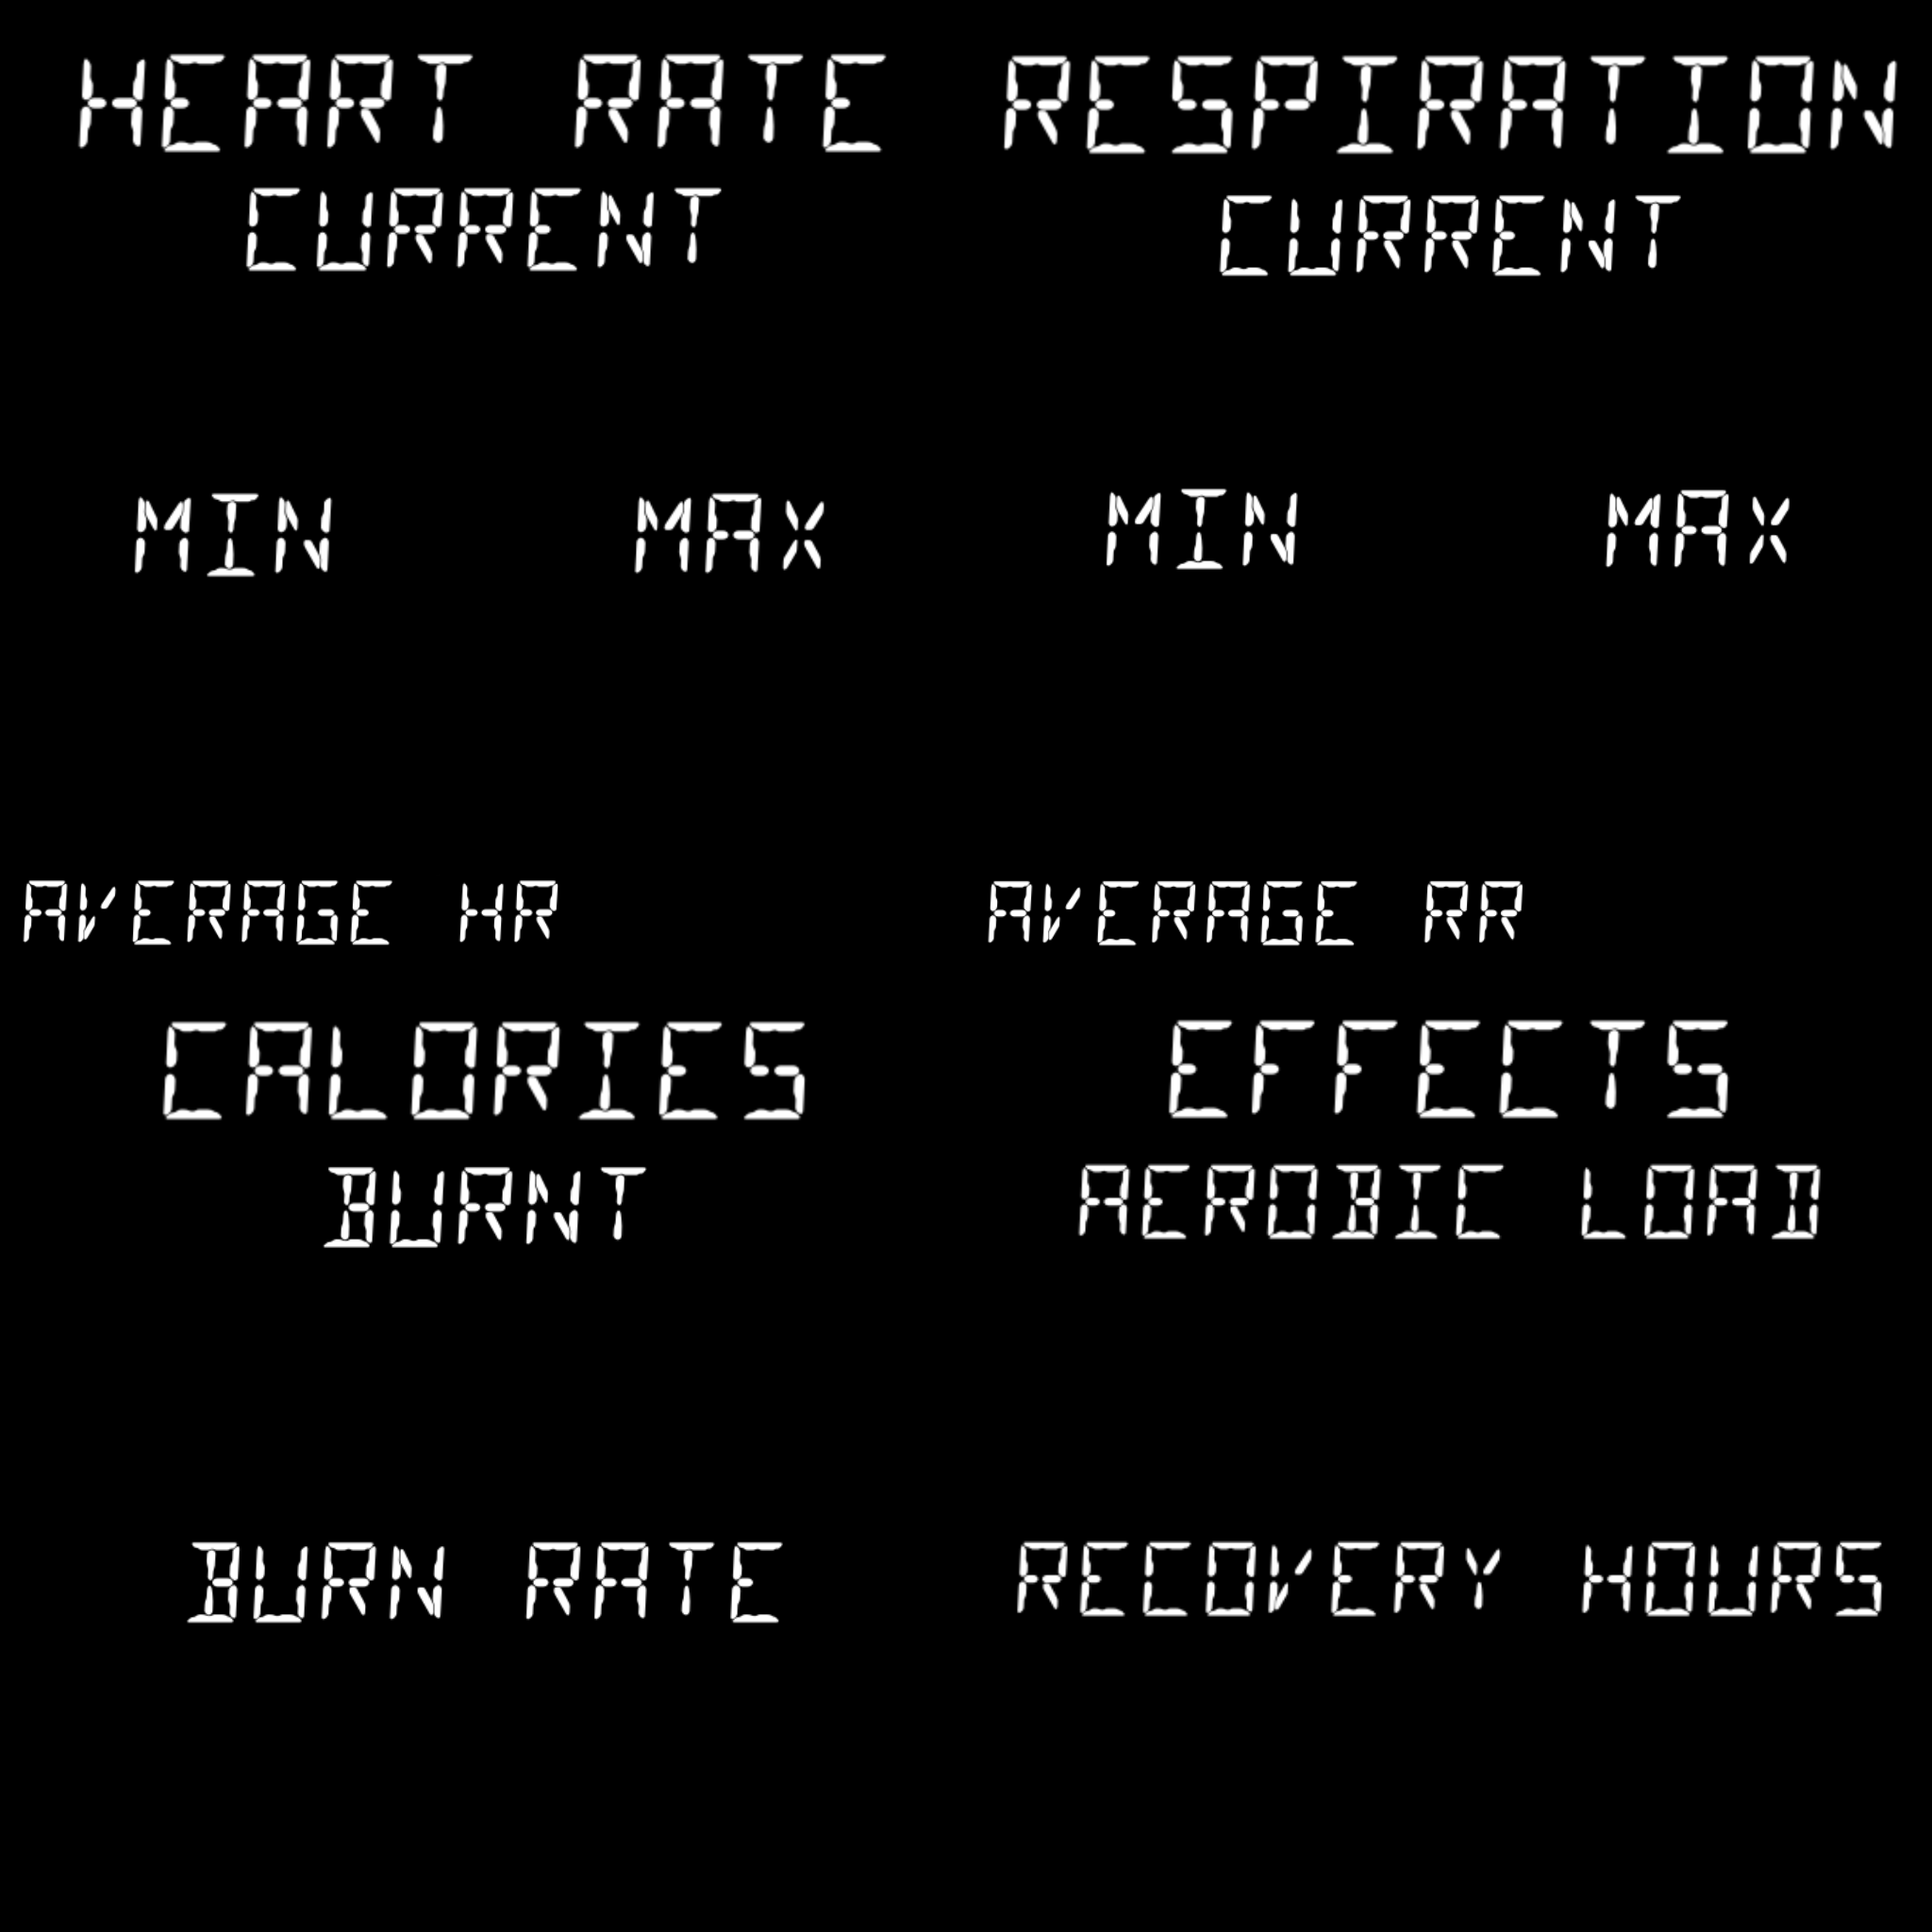 HEART RATE
CURRENT
MIN MAX
AVERAGE HR
RESPIRATION
CURRENT
MIN MAX
AVERAGE RR
CALORIES
BURNT
BURN RATE
EFFECTS
AEROBIC LOAD
RECOVERY HOURS